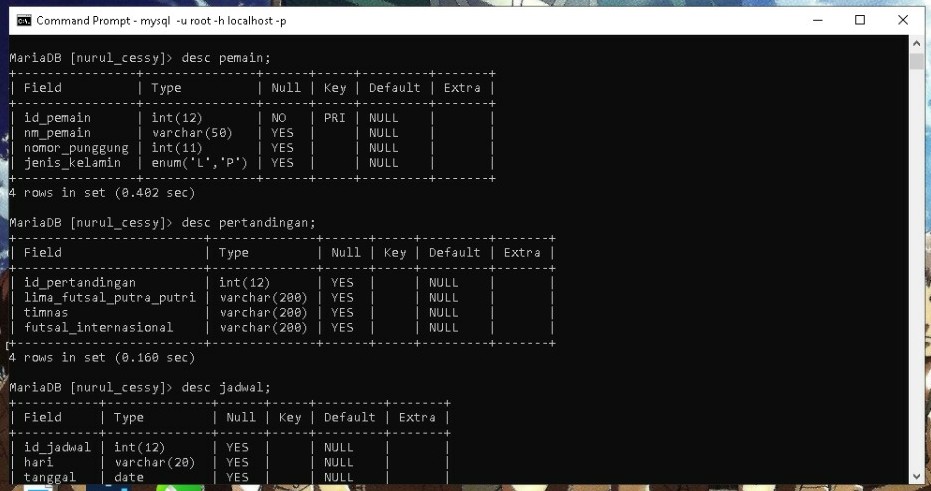 Command Prompt - mysql -u root -h localhost -p
MariaDB [nurul_cessy]> desc pemain;
+---------------+---------------+------+-----+---------+-------+
| Field         | Type          | Null | Key | Default | Extra |
+---------------+---------------+------+-----+---------+-------+
| id_pemain     | int(12)       | NO   | PRI | NULL    |       |
| nm_pemain     | varchar(50)   | YES  |     | NULL    |       |
| nomor_punggung | int(11)       | YES  |     | NULL    |       |
| jenis_kelamin | enum('L','P') | YES  |     | NULL    |       |
+---------------+---------------+------+-----+---------+-------+
4 rows in set (0.402 sec)
MariaDB [nurul_cessy]> desc pertandingan;
+--------------------------+--------------+------+-----+---------+-------+
| Field                    | Type         | Null | Key | Default | Extra |
+--------------------------+--------------+------+-----+---------+-------+
| id_pertandingan          | int(12)      | YES  |     | NULL    |       |
| lima_futsal_putra_putri | varchar(200) | YES  |     | NULL    |       |
| timnas                   | varchar(200) | YES  |     | NULL    |       |
| futsal_internasional     | varchar(200) | YES  |     | NULL    |       |
+--------------------------+--------------+------+-----+---------+-------+
4 rows in set (0.160 sec)
MariaDB [nurul_cessy]> desc jadwal;
+-----------+-------------+------+-----+---------+-------+
| Field     | Type        | Null | Key | Default | Extra |
+-----------+-------------+------+-----+---------+-------+
| id_jadwal | int(12)     | YES  |     | NULL    |       |
| hari      | varchar(20) | YES  |     | NULL    |       |
| tanggal   | date        | YES  |     | NULL    |       |